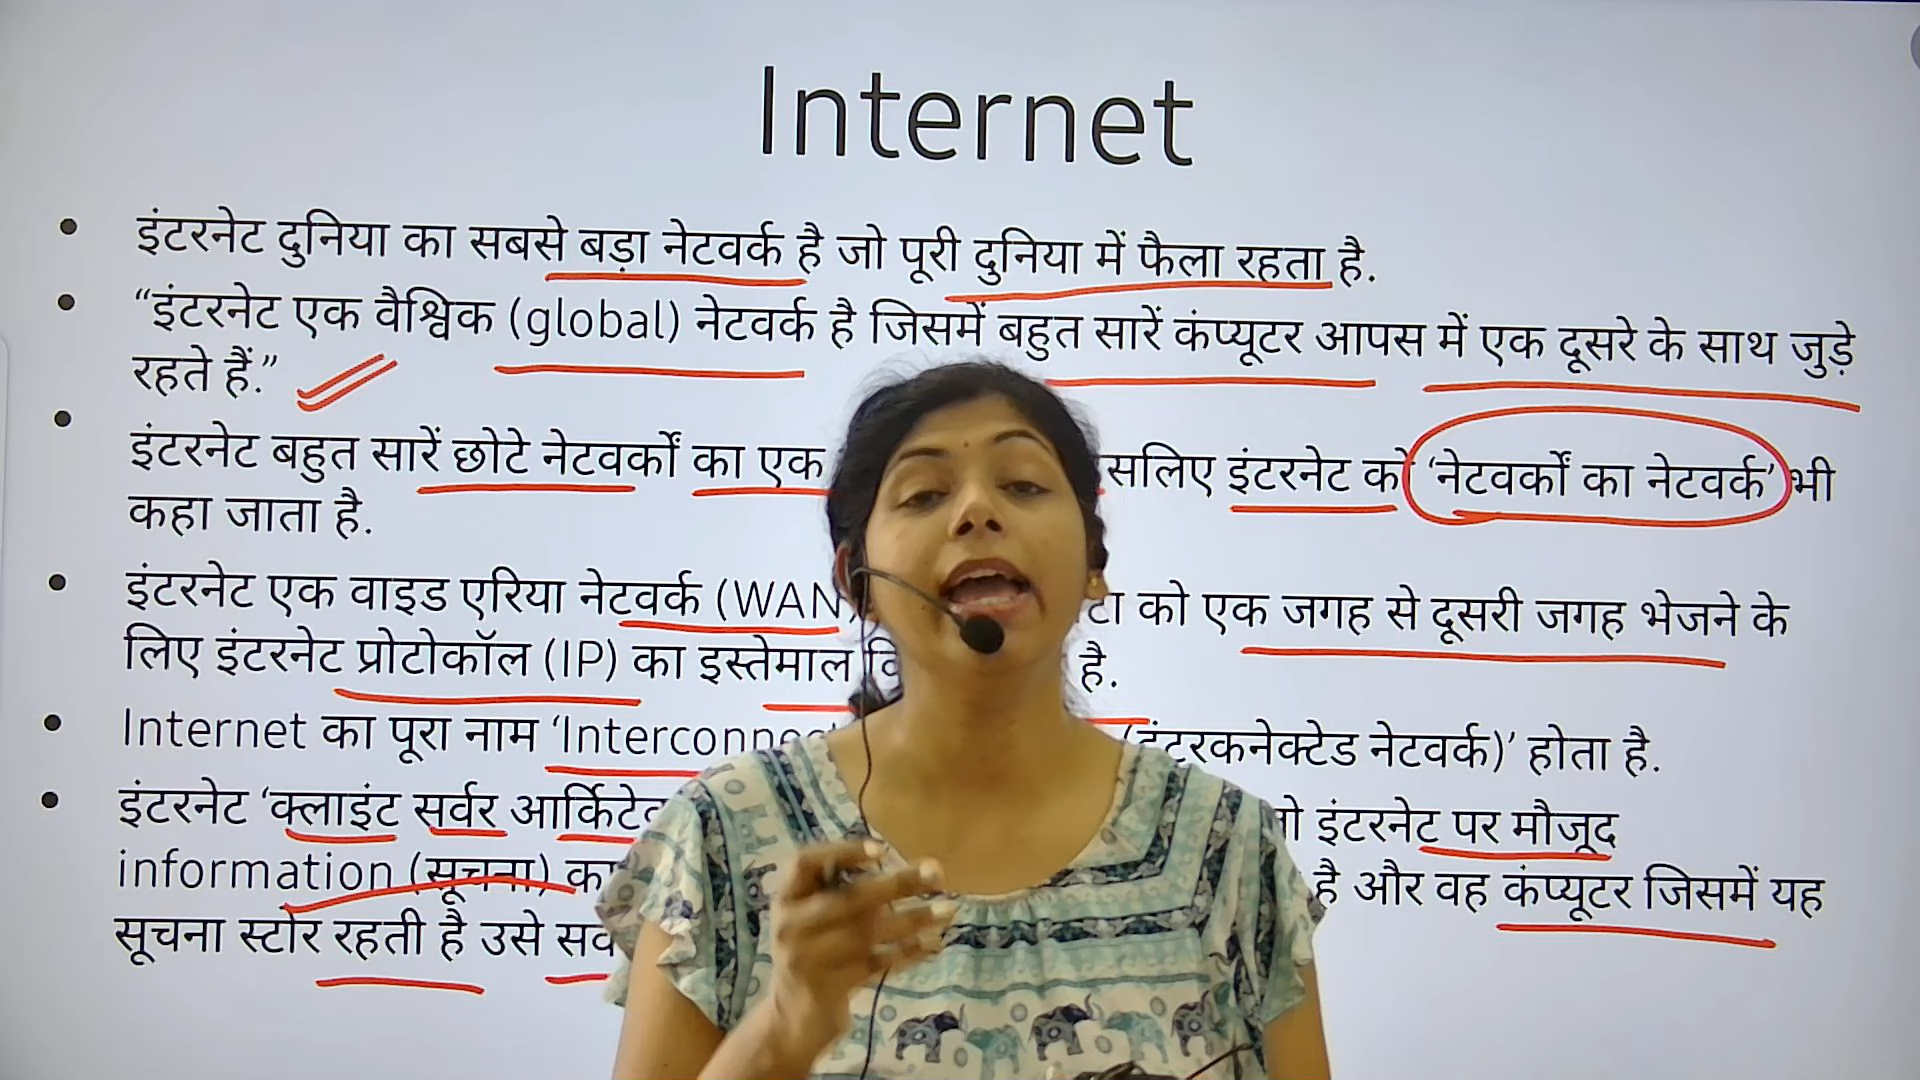 Internet
• इंटरनेट दुनिया का सबसे बड़ा नेटवर्क है जो पूरी दुनिया में फैला रहता है.
• “इंटरनेट एक वैश्विक (global) नेटवर्क है जिसमें बहुत सारें कंप्यूटर आपस में एक दूसरे के साथ जुड़े
रहते हैं.”
• इंटरनेट बहुत सारें छोटे नेटवर्कों का एक इंटरनेट को ‘नेटवर्कों का नेटवर्क’ भी
कहा जाता है.
• इंटरनेट एक वाइड एरिया नेटवर्क (WAN) को एक जगह से दूसरी जगह भेजने के
लिए इंटरनेट प्रोटोकॉल (IP) का इस्तेमाल है.
• Internet का पूरा नाम (इंटरकनेक्टेड नेटवर्क)’ होता है.
• इंटरनेट ‘क्लाइंट सर्वर इंटरनेट पर मौजूद
information (सूचना) है और वह कंप्यूटर जिसमें यह
सूचना स्टोर रहती है उसे